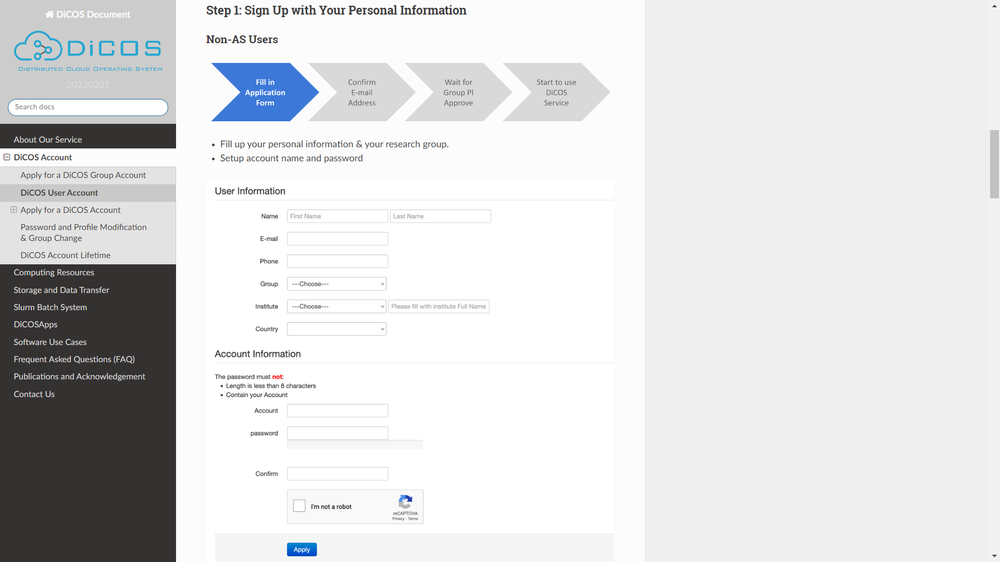 DiCOS Document
DiCOS
DISTRIBUTED CLOUD OPERATING SYSTEM
20230201
Search docs
About Our Service
DiCOS Account
Apply for a DiCOS Group Account
DiCOS User Account
Apply for a DiCOS Account
Password and Profile Modification
& Group Change
DiCOS Account Lifetime
Computing Resources
Storage and Data Transfer
Slurm Batch System
DiCOSApps
Software Use Cases
Frequent Asked Questions (FAQ)
Publications and Acknowledgement
Contact Us
Step 1: Sign Up with Your Personal Information
Non-AS Users
Fill in
Application
Form
Confirm
E-mail
Address
Wait for
Group PI
Approve
Start to use
DiCOS
Service
• Fill up your personal information & your research group.
• Setup account name and password
User Information
Name First Name Last Name
E-mail
Phone
Group ---Choose---
Institute ---Choose--- Please fill with institute Full Name
Country
Account Information
The password must not:
• Length is less than 8 characters
• Contain your Account
Account
password
Confirm
I'm not a robot
reCAPTCHA
Privacy - Terms
Apply